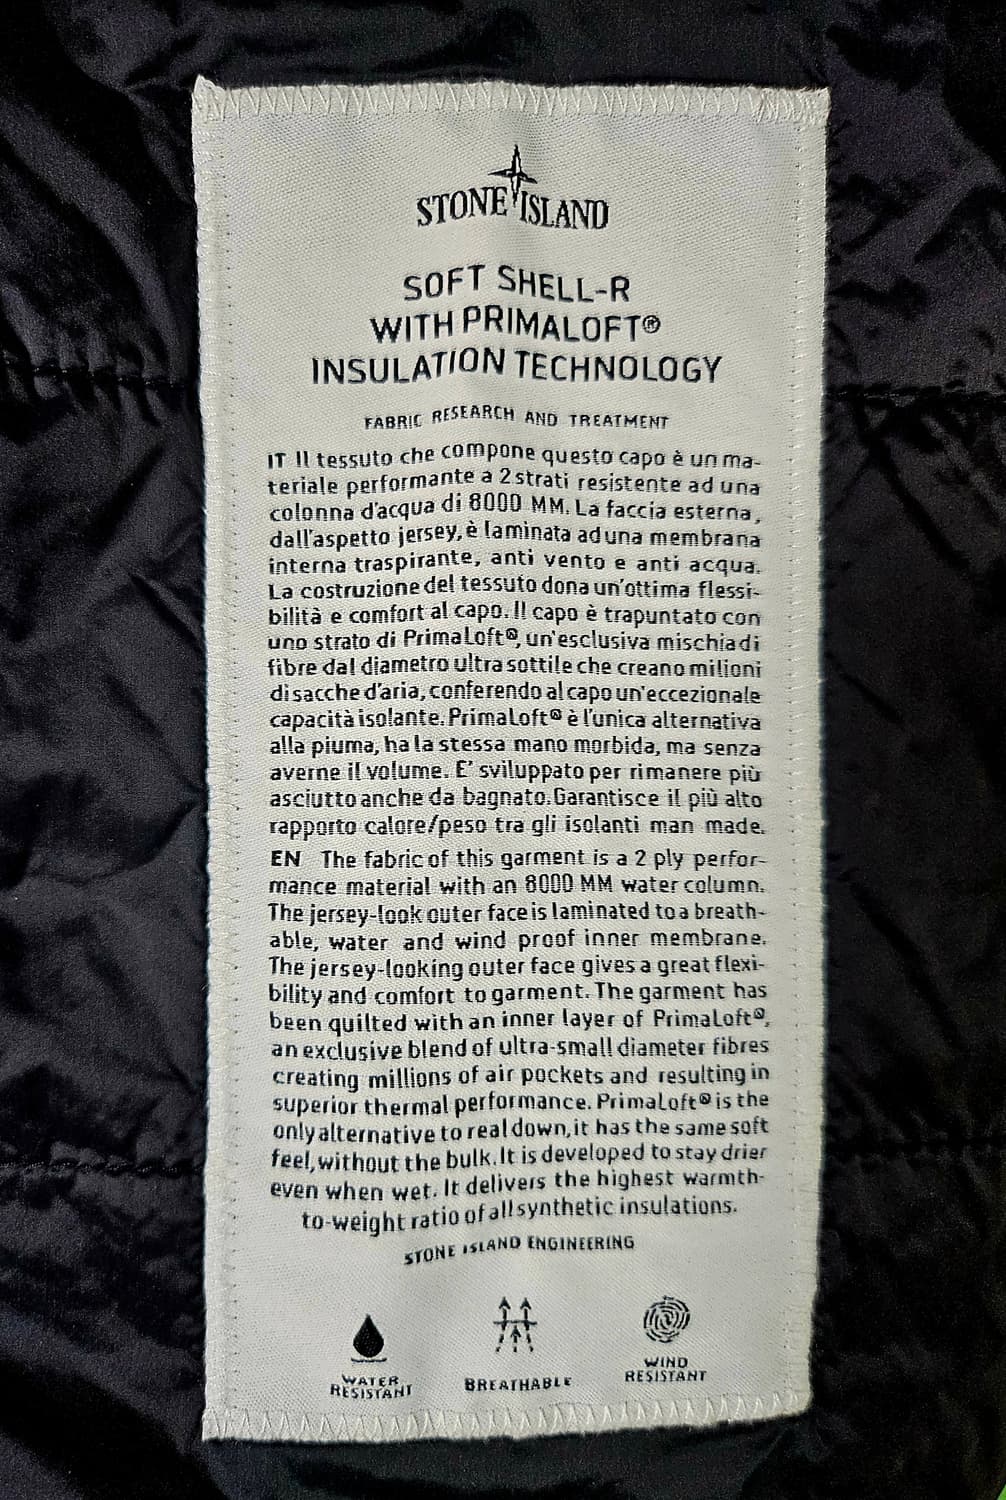 STONE ISLAND
SOFT SHELL-R
WITH PRIMALOFT®
INSULATION TECHNOLOGY
FABRIC RESEARCH AND TREATMENT
IT Il tessuto che compone questo capo è un ma-
teriale performante a 2 strati resistente ad una
colonna d'acqua di 8000 MM. La faccia esterna,
dall'aspetto jersey, è laminata ad una membrana
interna traspirante, anti vento e anti acqua.
La costruzione del tessuto dona un'ottima flessi-
bilità e comfort al capo. Il capo è trapuntato con
uno strato di PrimaLoft®, un'esclusiva mischia di
fibre dal diametro ultra sottile che creano milioni
di sacche d'aria, conferendo al capo un'eccezionale
capacità isolante. PrimaLoft® è l'unica alternativa
alla piuma, ha la stessa mano morbida, ma senza
averne il volume. E' sviluppato per rimanere più
asciutto anche da bagnato. Garantisce il più alto
rapporto calore/peso tra gli isolanti man made.
EN The fabric of this garment is a 2 ply perfor-
mance material with an 8000 MM water column.
The jersey-look outer face is laminated to a breath-
able, water and wind proof inner membrane.
The jersey-looking outer face gives a great flexi-
bility and comfort to garment. The garment has
been quilted with an inner layer of PrimaLoft®,
an exclusive blend of ultra-small diameter fibres
creating millions of air pockets and resulting in
superior thermal performance. PrimaLoft® is the
only alternative to real down, it has the same soft
feel, without the bulk. It is developed to stay drier
even when wet. It delivers the highest warmth-
to-weight ratio of all synthetic insulations.
STONE ISLAND ENGINEERING
WATER
RESISTANT
BREATHABLE
WIND
RESISTANT